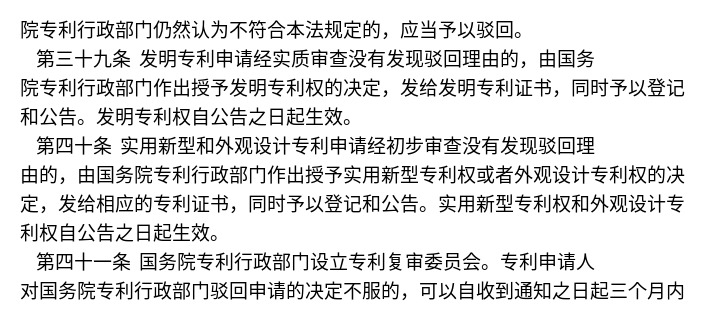 院专利行政部门仍然认为不符合本法规定的，应当予以驳回。
第三十九条 发明专利申请经实质审查没有发现驳回理由的，由国务
院专利行政部门作出授予发明专利权的决定，发给发明专利证书，同时予以登记
和公告。发明专利权自公告之日起生效。
第四十条 实用新型和外观设计专利申请经初步审查没有发现驳回理
由的，由国务院专利行政部门作出授予实用新型专利权或者外观设计专利权的决
定，发给相应的专利证书，同时予以登记和公告。实用新型专利权和外观设计专
利权自公告之日起生效。
第四十一条 国务院专利行政部门设立专利复审委员会。专利申请人
对国务院专利行政部门驳回申请的决定不服的，可以自收到通知之日起三个月内